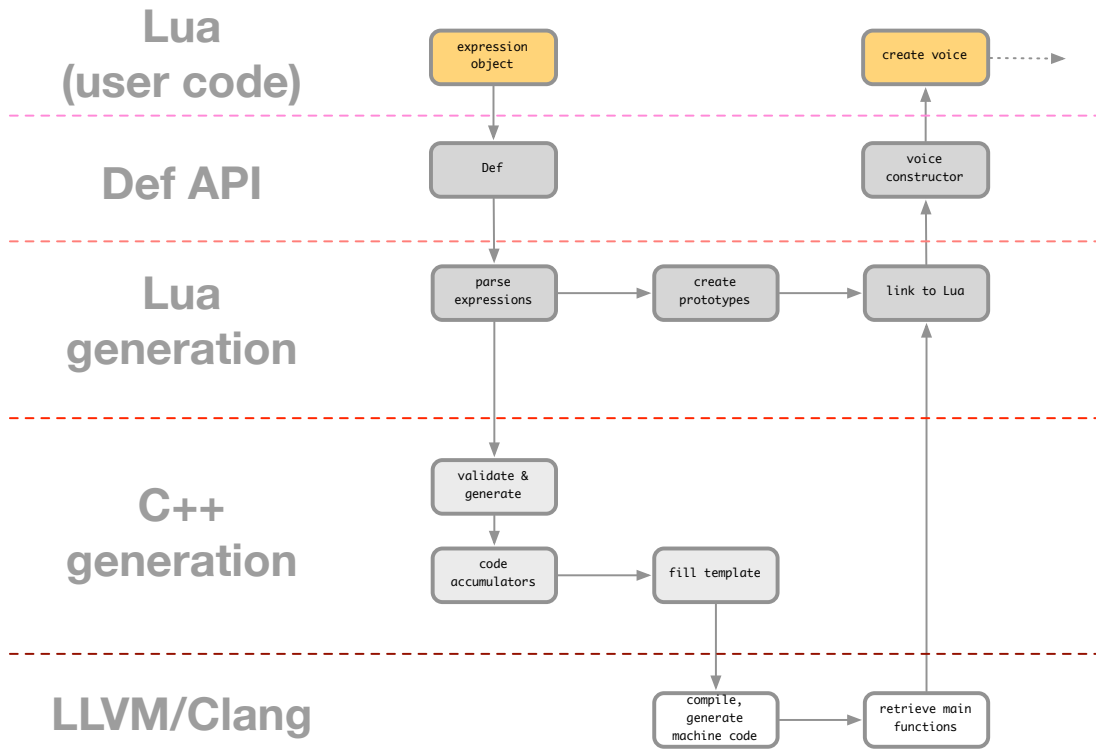 Lua
(user code)
expression
object
create voice
Def API
Def
voice
constructor
Lua
generation
parse
expressions
create
prototypes
link to Lua
C++
generation
validate &
generate
code
accumulators
fill template
LLVM/Clang
compile,
generate
machine code
retrieve main
functions